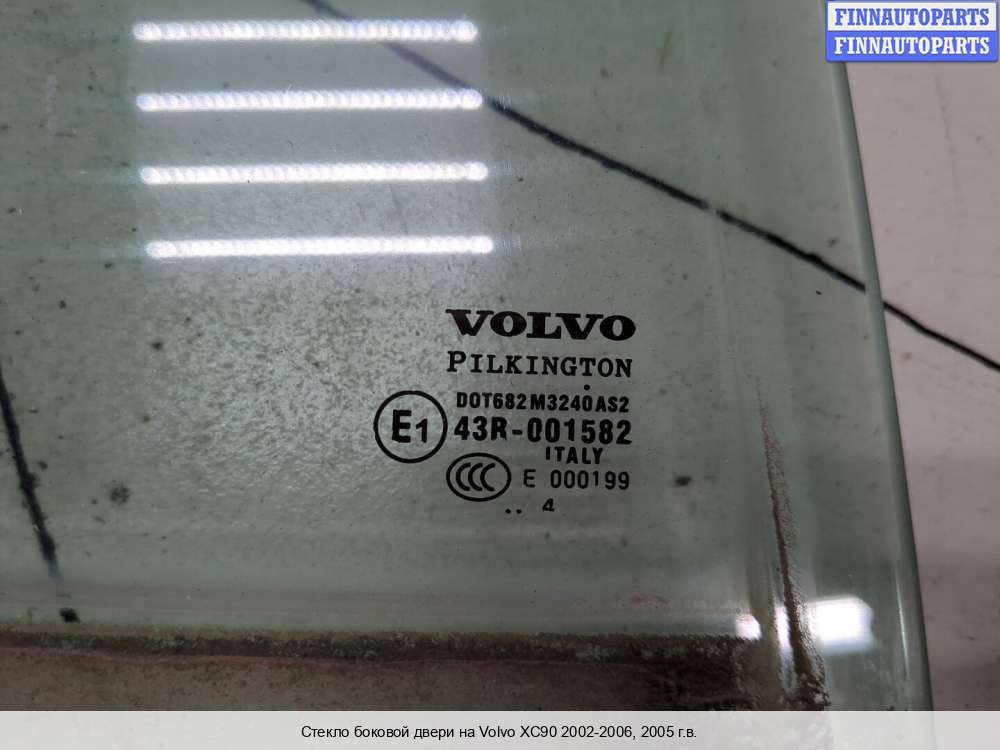 FINNAUTOPARTS
FINNAUTOPARTS
VOLVO
PILKINGTON
DOT682 M3240 AS2
E1 43R-001582
ITALY
CCC E 000199
.. 4
Стекло боковой двери на Volvo XC90 2002-2006, 2005 г.в.